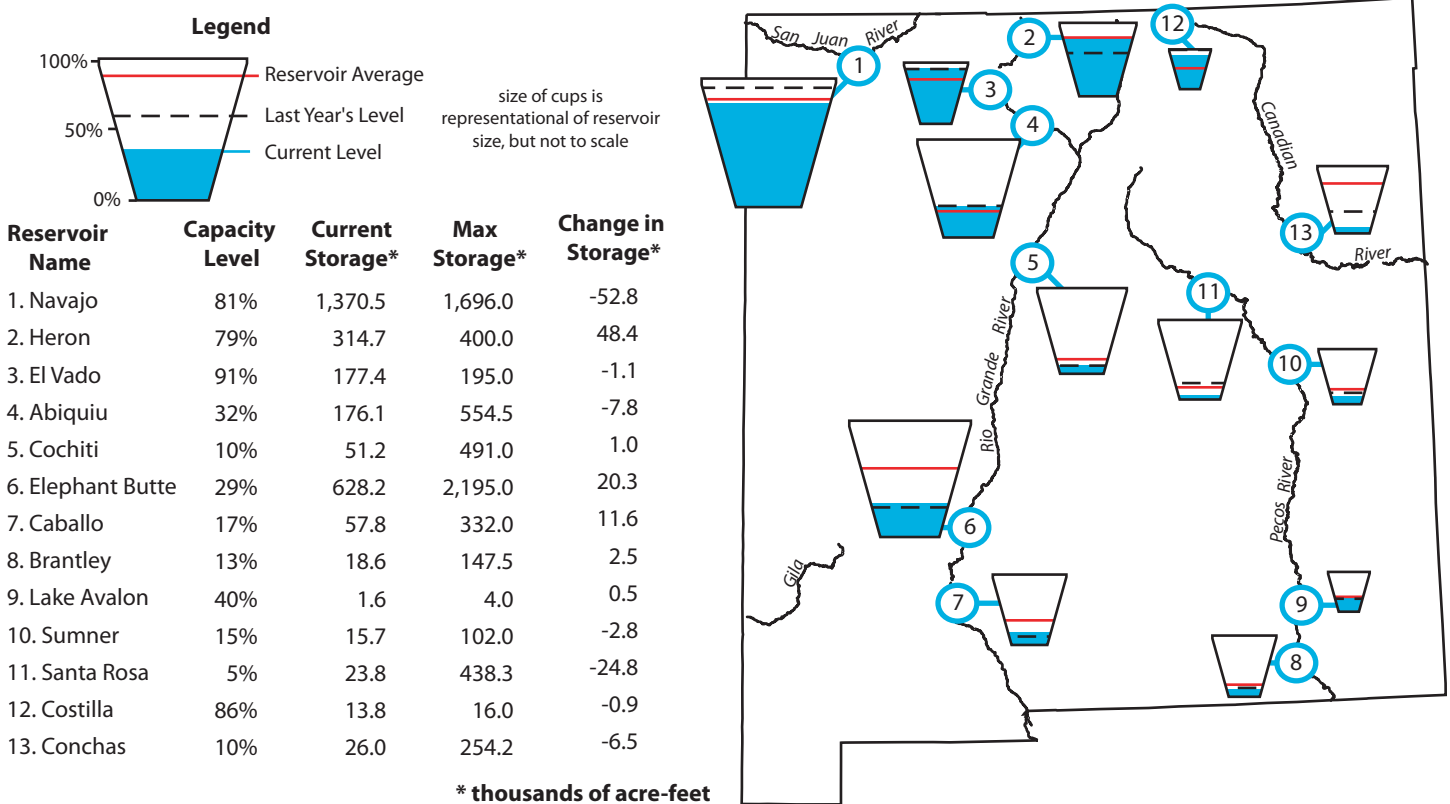 Legend
100%
50%
0%
Reservoir Average
Last Year's Level
Current Level
size of cups is
representational of reservoir
size, but not to scale
Reservoir Name Capacity Level Current Storage* Max Storage* Change in Storage*
1. Navajo 81% 1,370.5 1,696.0 -52.8
2. Heron 79% 314.7 400.0 48.4
3. El Vado 91% 177.4 195.0 -1.1
4. Abiquiu 32% 176.1 554.5 -7.8
5. Cochiti 10% 51.2 491.0 1.0
6. Elephant Butte 29% 628.2 2,195.0 20.3
7. Caballo 17% 57.8 332.0 11.6
8. Brantley 13% 18.6 147.5 2.5
9. Lake Avalon 40% 1.6 4.0 0.5
10. Sumner 15% 15.7 102.0 -2.8
11. Santa Rosa 5% 23.8 438.3 -24.8
12. Costilla 86% 13.8 16.0 -0.9
13. Conchas 10% 26.0 254.2 -6.5
* thousands of acre-feet
San Juan River
1
2
12
3
4
Canadian River
13
5
11
Rio Grande River
10
Pecos River
6
Gila
7
9
8